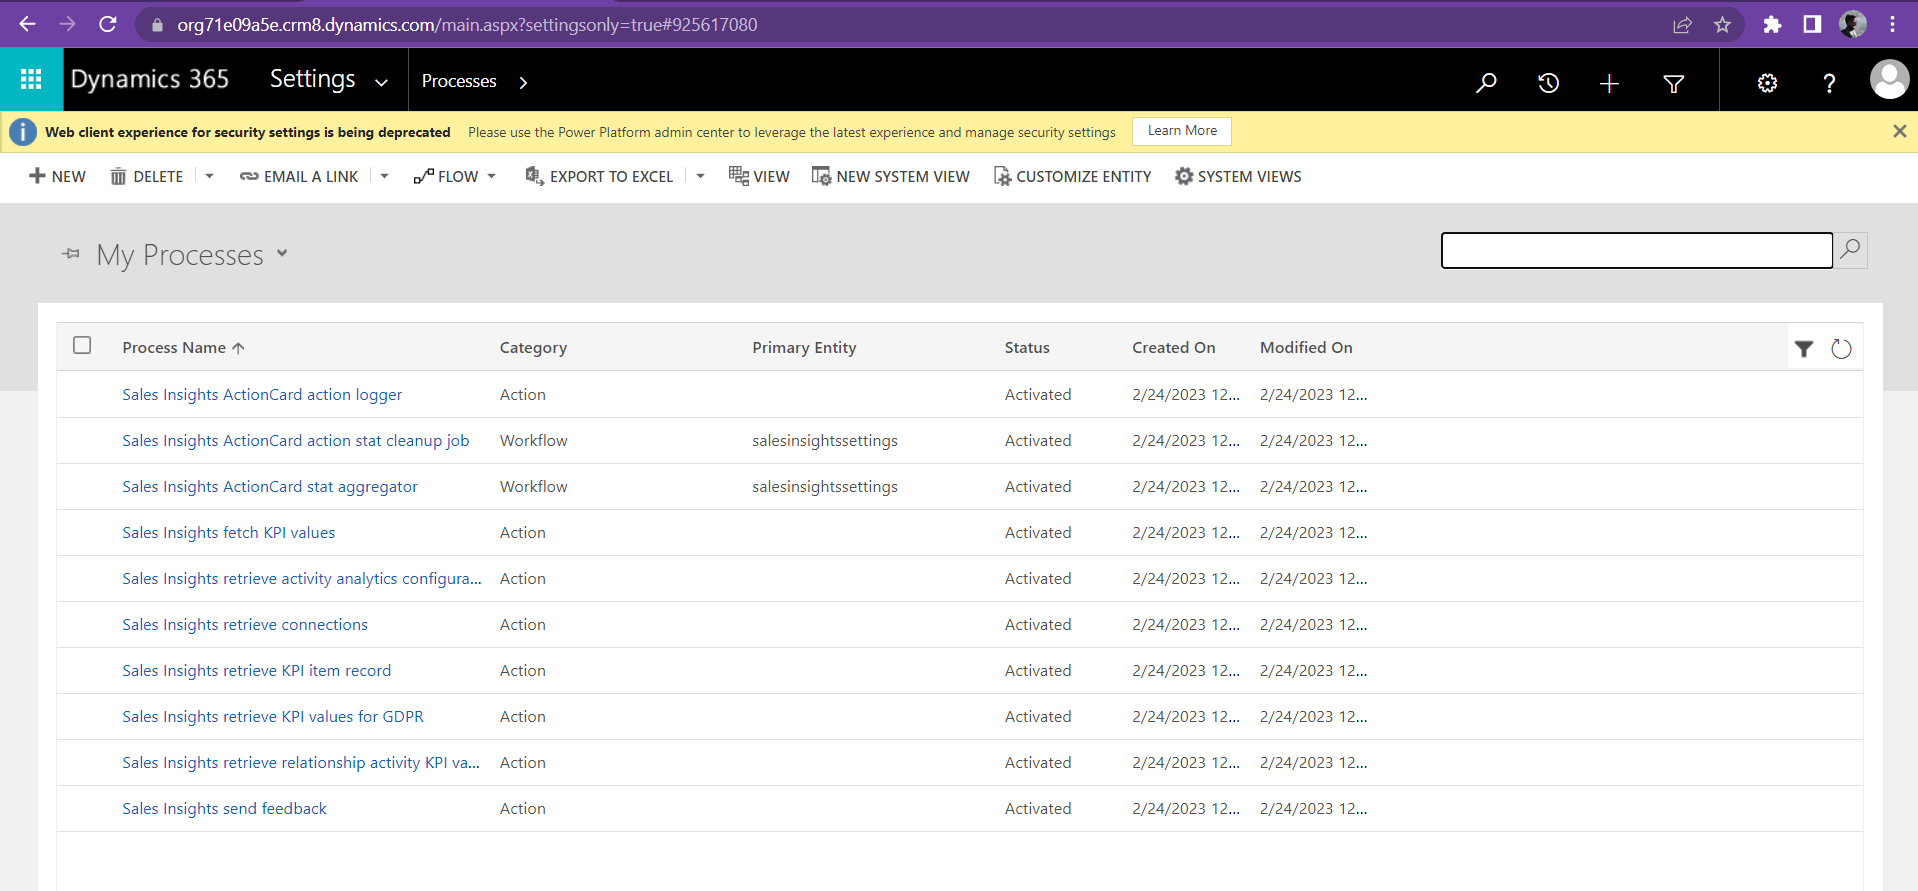 org71e09a5e.crm8.dynamics.com/main.aspx?settingsonly=true#925617080
Dynamics 365 Settings Processes
Web client experience for security settings is being deprecated Please use the Power Platform admin center to leverage the latest experience and manage security settings Learn More
NEW DELETE EMAIL A LINK FLOW EXPORT TO EXCEL VIEW NEW SYSTEM VIEW CUSTOMIZE ENTITY SYSTEM VIEWS
My Processes
Process Name Category Primary Entity Status Created On Modified On
Sales Insights ActionCard action logger Action Activated 2/24/2023 12... 2/24/2023 12...
Sales Insights ActionCard action stat cleanup job Workflow salesinsightssettings Activated 2/24/2023 12... 2/24/2023 12...
Sales Insights ActionCard stat aggregator Workflow salesinsightssettings Activated 2/24/2023 12... 2/24/2023 12...
Sales Insights fetch KPI values Action Activated 2/24/2023 12... 2/24/2023 12...
Sales Insights retrieve activity analytics configura... Action Activated 2/24/2023 12... 2/24/2023 12...
Sales Insights retrieve connections Action Activated 2/24/2023 12... 2/24/2023 12...
Sales Insights retrieve KPI item record Action Activated 2/24/2023 12... 2/24/2023 12...
Sales Insights retrieve KPI values for GDPR Action Activated 2/24/2023 12... 2/24/2023 12...
Sales Insights retrieve relationship activity KPI va... Action Activated 2/24/2023 12... 2/24/2023 12...
Sales Insights send feedback Action Activated 2/24/2023 12... 2/24/2023 12...